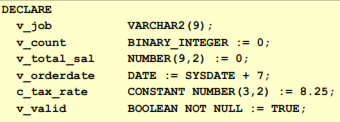 DECLARE
v_job VARCHAR2(9);
v_count BINARY_INTEGER := 0;
v_total_sal NUMBER(9,2) := 0;
v_orderdate DATE := SYSDATE + 7;
c_tax_rate CONSTANT NUMBER(3,2) := 8.25;
v_valid BOOLEAN NOT NULL := TRUE;